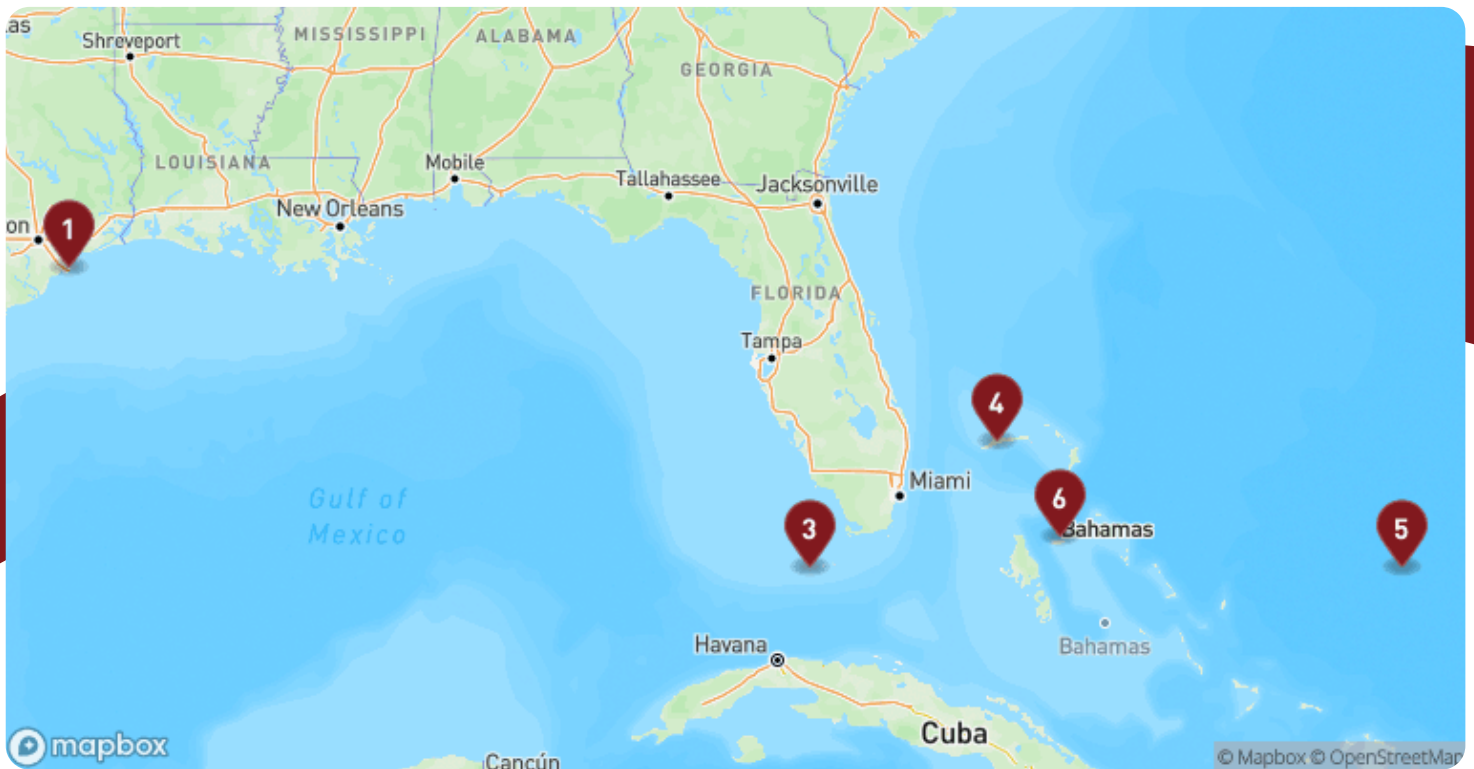 as
Shreveport
MISSISSIPPI
ALABAMA
GEORGIA
LOUISIANA
Mobile
Tallahassee
Jacksonville
New Orleans
on
1
FLORIDA
Tampa
4
Miami
Gulf of
Mexico
3
6
Bahamas
5
Havana
Bahamas
Cuba
mapbox
Cancún
© Mapbox © OpenStreetMap